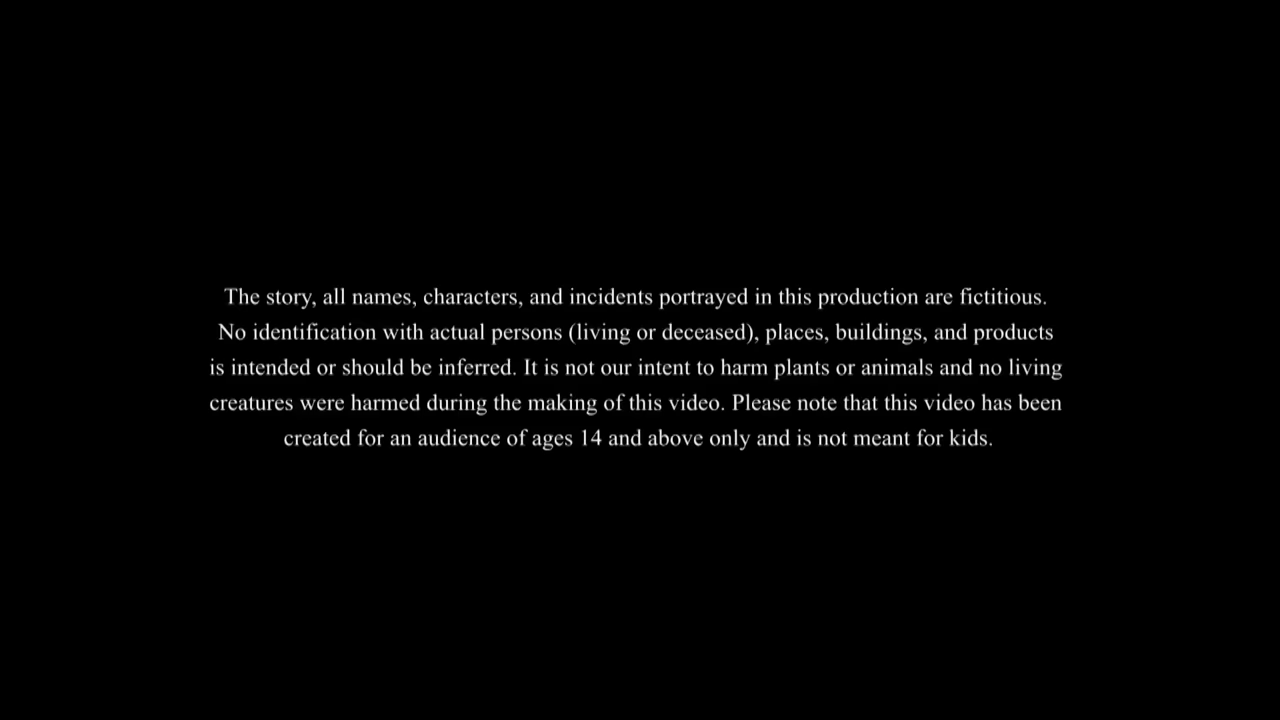 The story, all names, characters, and incidents portrayed in this production are fictitious.
No identification with actual persons (living or deceased), places, buildings, and products
is intended or should be inferred. It is not our intent to harm plants or animals and no living
creatures were harmed during the making of this video. Please note that this video has been
created for an audience of ages 14 and above only and is not meant for kids.